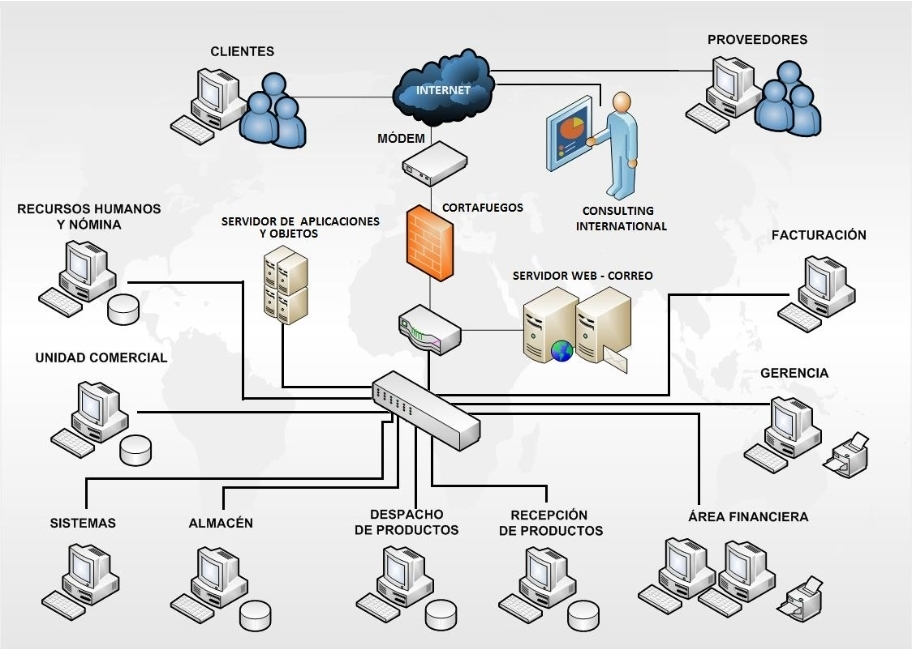 CLIENTES
PROVEEDORES
INTERNET
MÓDEM
CONSULTING
INTERNATIONAL
RECURSOS HUMANOS
Y NÓMINA
SERVIDOR DE APLICACIONES
Y OBJETOS
CORTAFUEGOS
SERVIDOR WEB - CORREO
FACTURACIÓN
UNIDAD COMERCIAL
GERENCIA
SISTEMAS
ALMACÉN
DESPACHO
DE PRODUCTOS
RECEPCIÓN
DE PRODUCTOS
ÁREA FINANCIERA